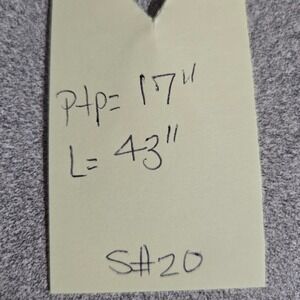 ptp= 17"
L= 43"
S#20